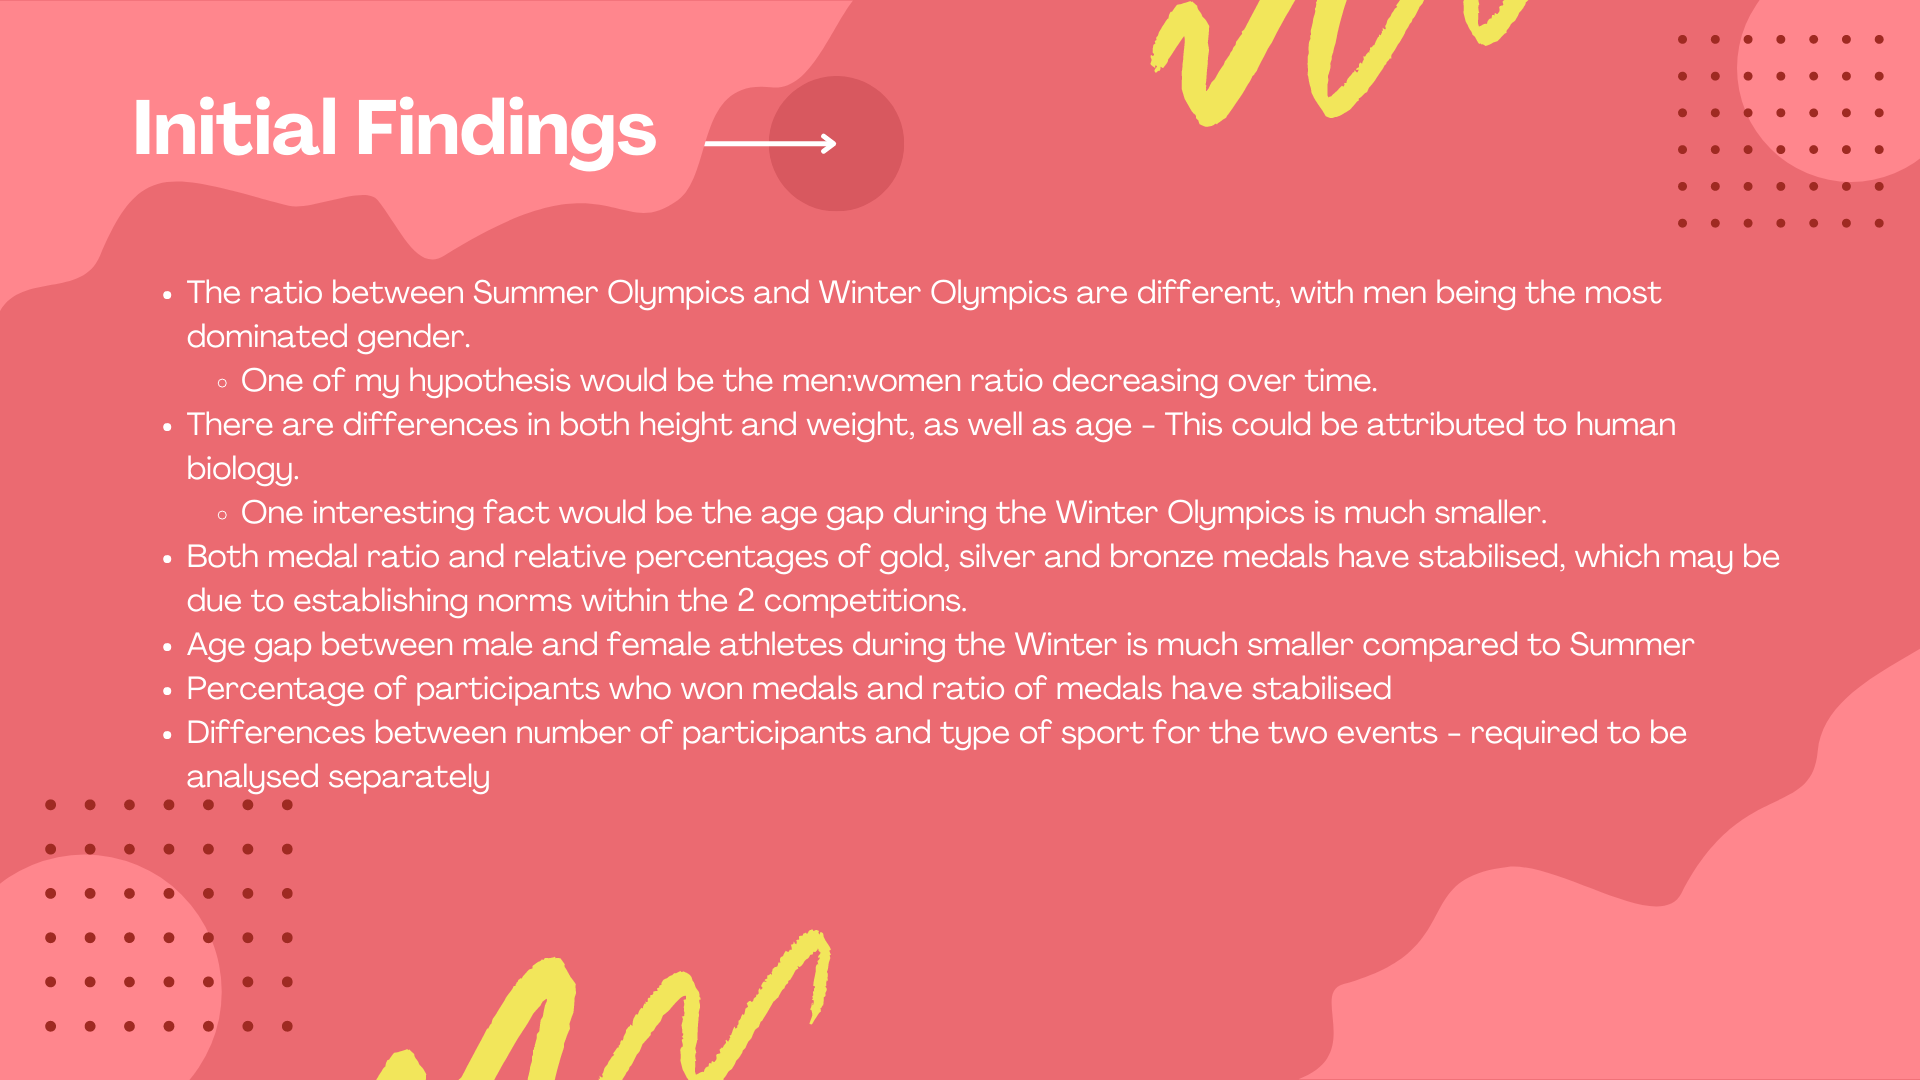 Initial Findings
The ratio between Summer Olympics and Winter Olympics are different, with men being the most
dominated gender.
One of my hypothesis would be the men:women ratio decreasing over time.
There are differences in both height and weight, as well as age - This could be attributed to human
biology.
One interesting fact would be the age gap during the Winter Olympics is much smaller.
Both medal ratio and relative percentages of gold, silver and bronze medals have stabilised, which may be
due to establishing norms within the 2 competitions.
Age gap between male and female athletes during the Winter is much smaller compared to Summer
Percentage of participants who won medals and ratio of medals have stabilised
Differences between number of participants and type of sport for the two events - required to be
analysed separately